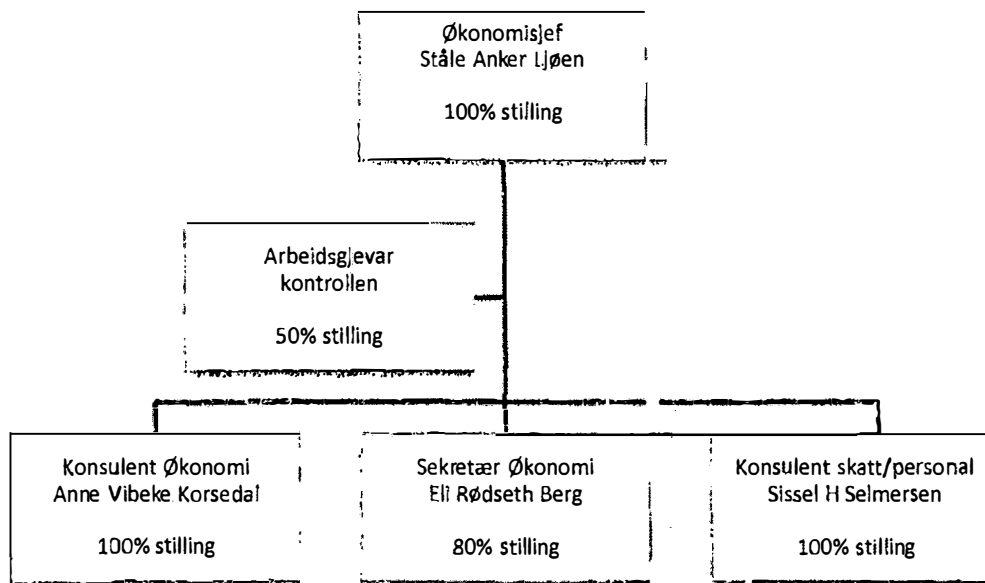 Økonomisjef
Ståle Anker Ljøen
100% stilling
Arbeidsgjevar
kontrollen
50% stilling
Konsulent Økonomi
Anne Vibeke Korsedal
100% stilling
Sekretær Økonomi
Eli Rødseth Berg
80% stilling
Konsulent skatt/personal
Sissel H Selmersen
100% stilling